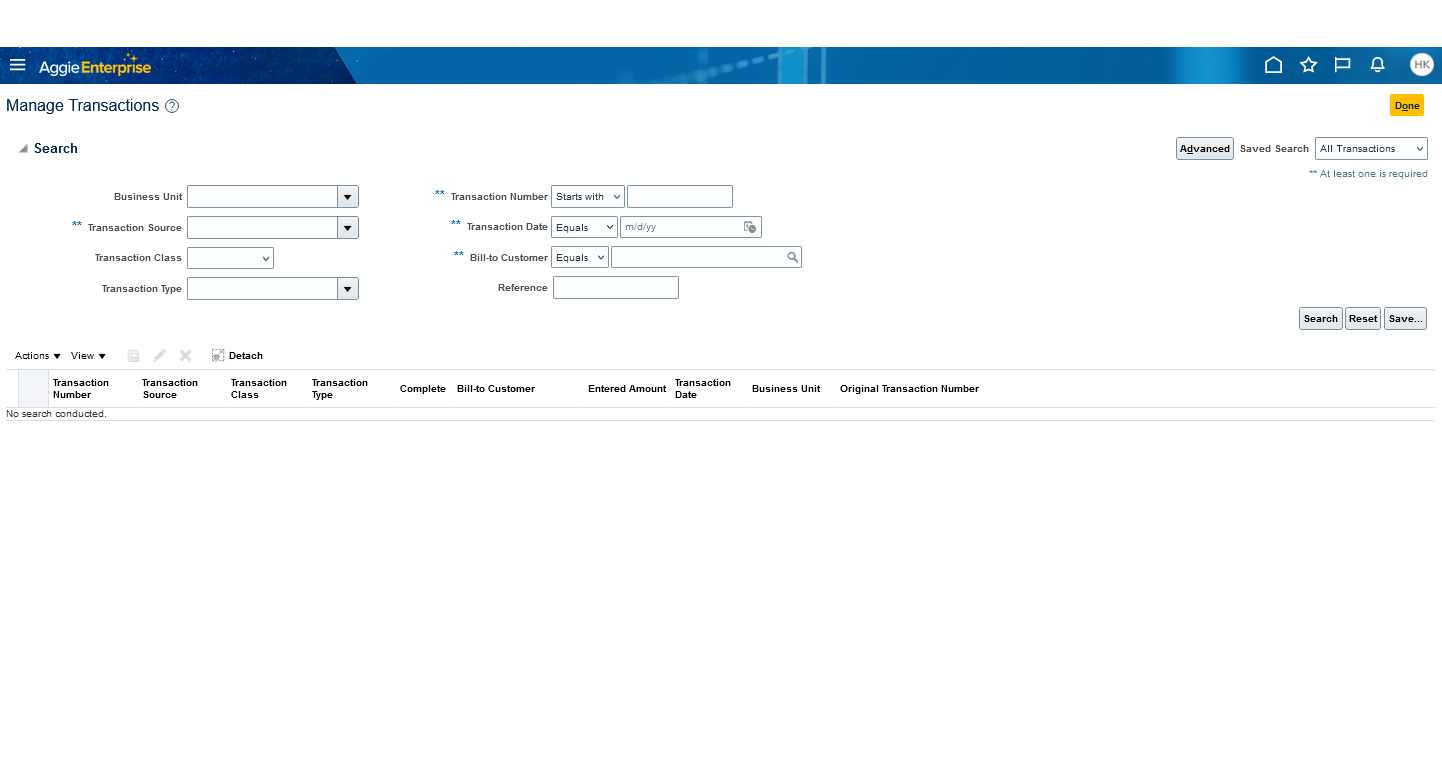 Aggie Enterprise
HK
Manage Transactions ?
Done
Search
Advanced Saved Search All Transactions
** At least one is required
Business Unit
** Transaction Number Starts with
** Transaction Source
** Transaction Date Equals m/d/yy
Transaction Class
** Bill-to Customer Equals
Transaction Type
Reference
Search Reset Save...
Actions View Detach
Transaction Number
Transaction Source
Transaction Class
Transaction Type
Complete
Bill-to Customer
Entered Amount
Transaction Date
Business Unit
Original Transaction Number
No search conducted.